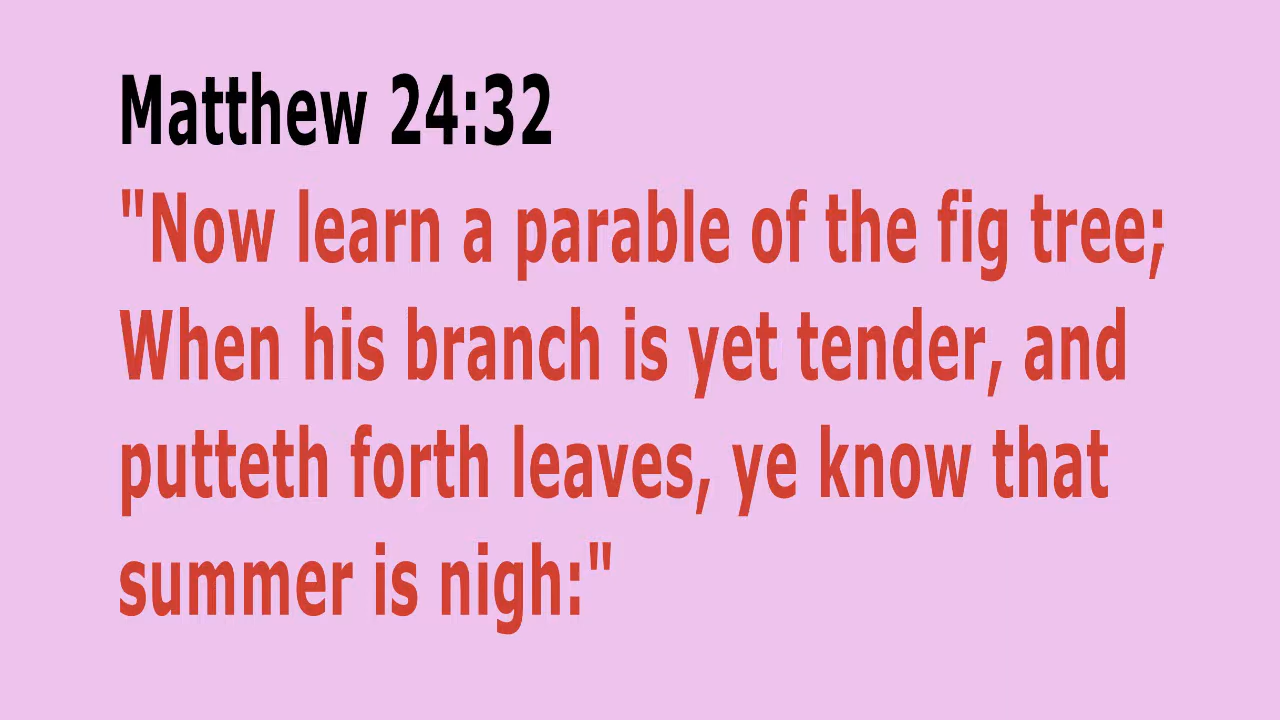 Matthew 24:32
"Now learn a parable of the fig tree;
When his branch is yet tender, and
putteth forth leaves, ye know that
summer is nigh:"